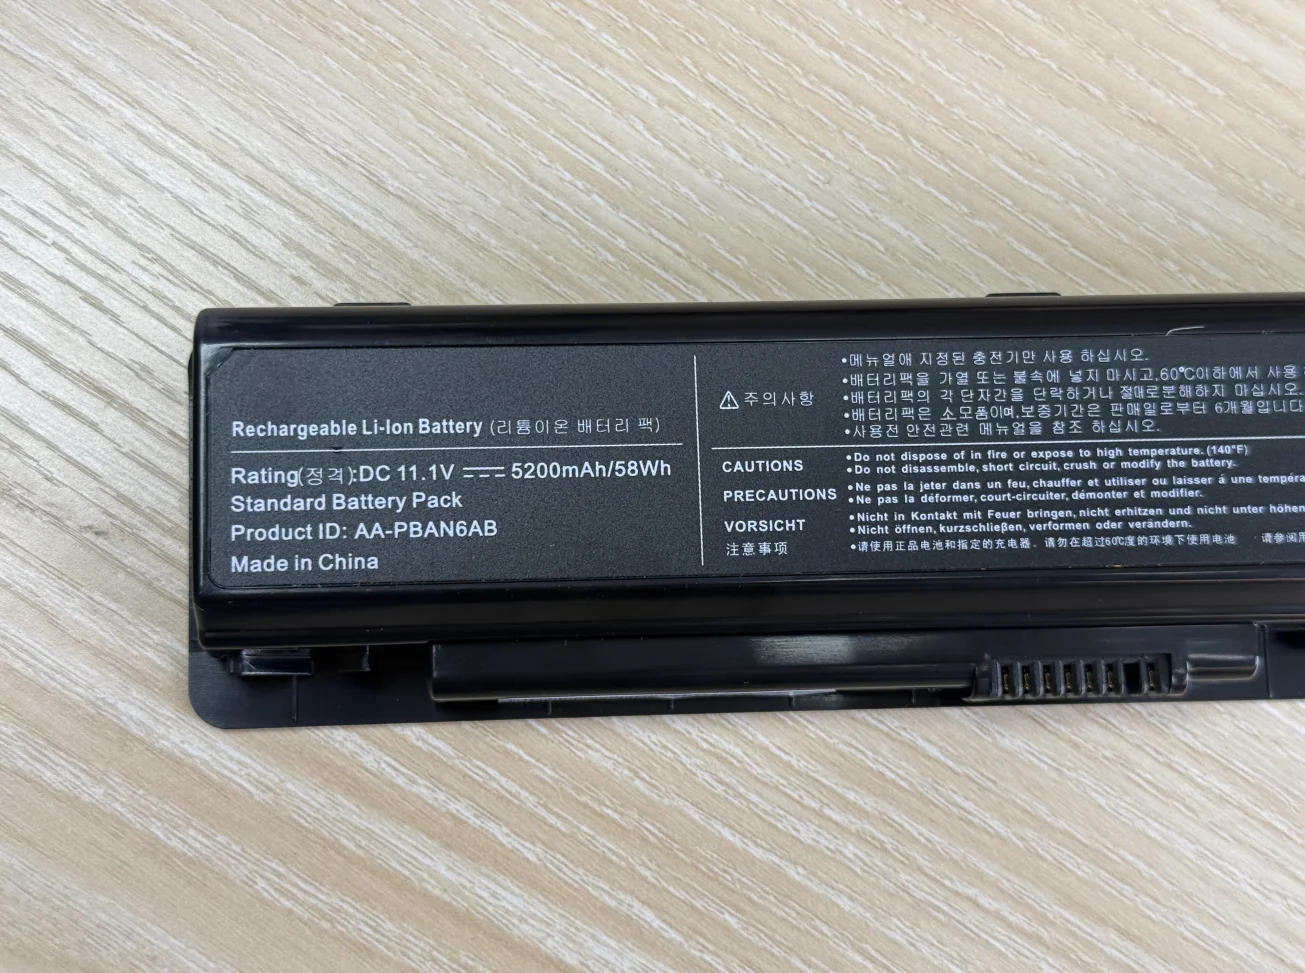 Rechargeable Li-Ion Battery (리튬이온 배터리 팩)
Rating(정격):DC 11.1V 5200mAh/58Wh
Standard Battery Pack
Product ID: AA-PBAN6AB
Made in China
⚠주의사항
•메뉴얼애 지정된 충전기만 사용 하십시오.
•배터리팩을 가열 또는 불속에 넣지 마시고,60℃이하에서 사용
•배터리팩의 각 단자간을 단락하거나 절대로분해하지 마십시오.
•배터리팩은 소모품이며,보증기간은 판매일로부터 6개월입니다
•사용전 안전관련 메뉴얼을 참조 하십시오.
CAUTIONS
•Do not dispose of in fire or expose to high temperature. (140°F)
•Do not disassemble, short circuit, crush or modify the battery.
PRECAUTIONS
•Ne pas la jeter dans un feu, chauffer et utiliser ou laisser á une
•Ne pas la déformer, court-circuiter, démonter et modifier.
VORSICHT
•Nicht in Kontakt mit Feuer bringen, nicht erhitzen und nicht unter
•Nicht öffnen, kurzschließen, verformen oder verändern.
注意事项
•请使用正品电池和指定的充电器. 请勿在超过60℃度的环境下使用电池 请参阅用